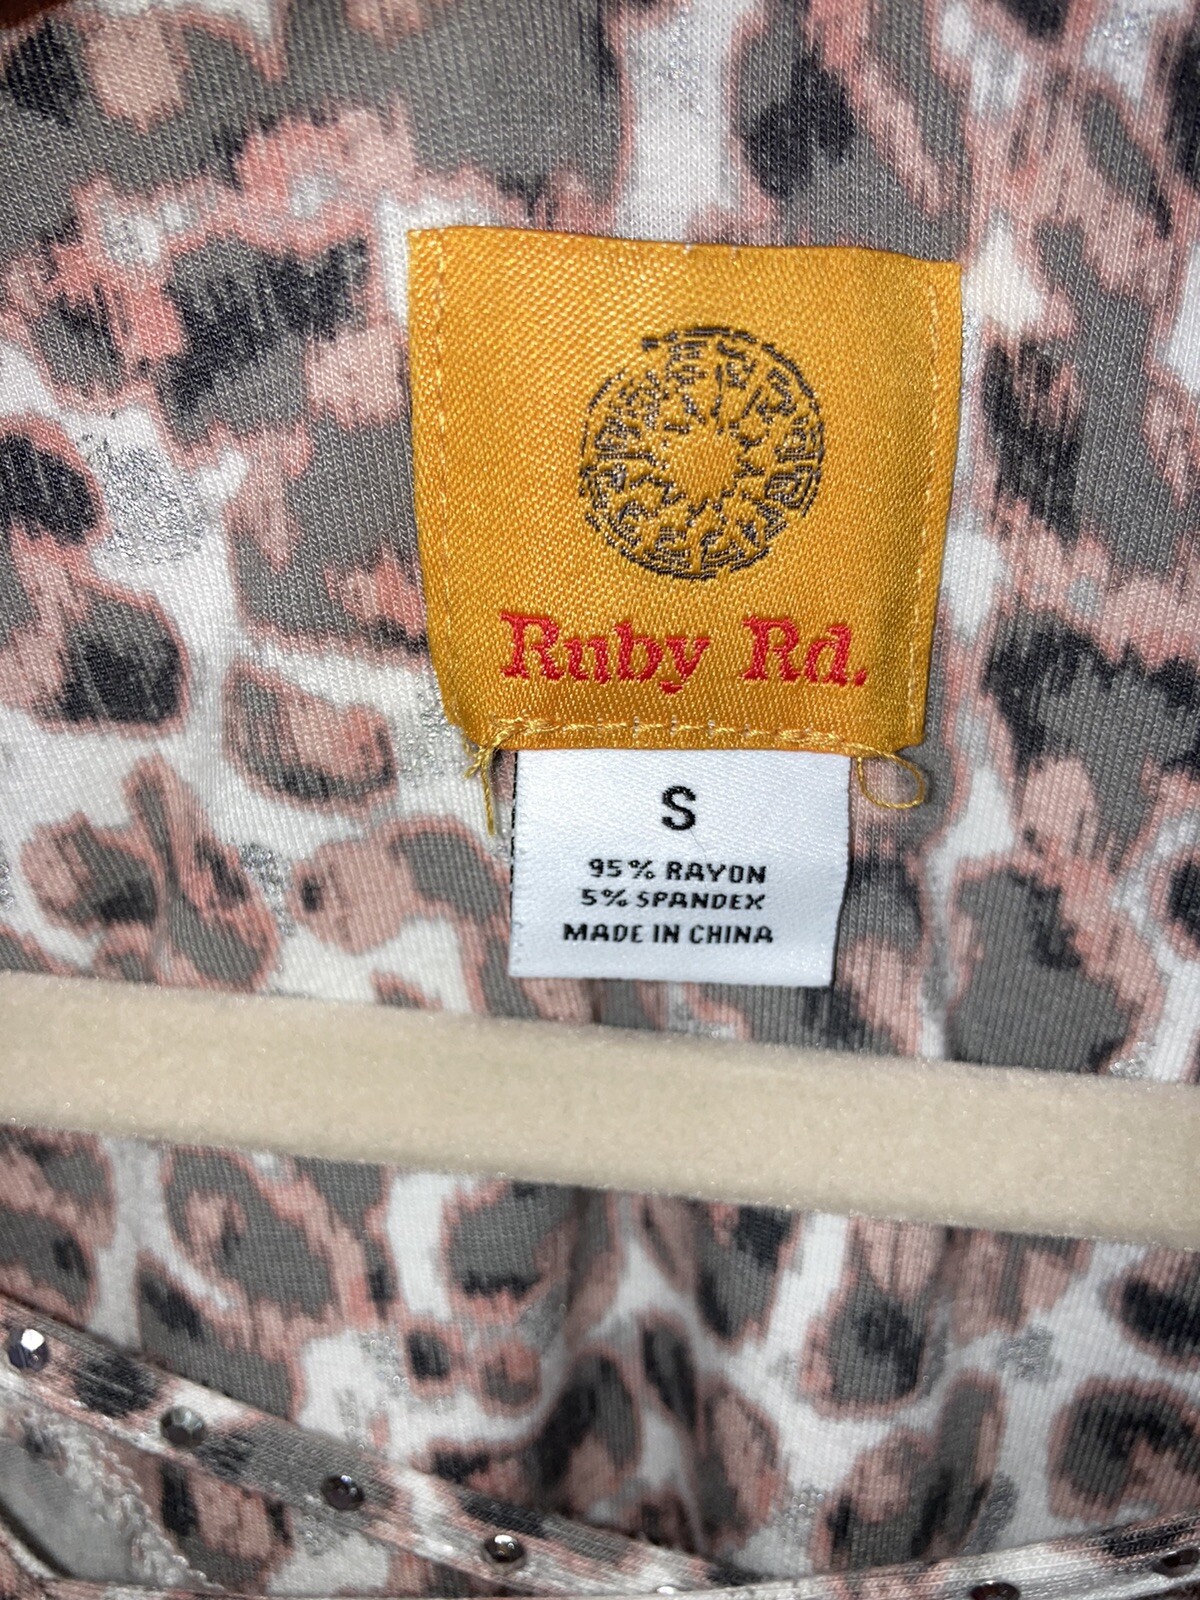 Ruby Rd.
S
95% RAYON
5% SPANDEX
MADE IN CHINA